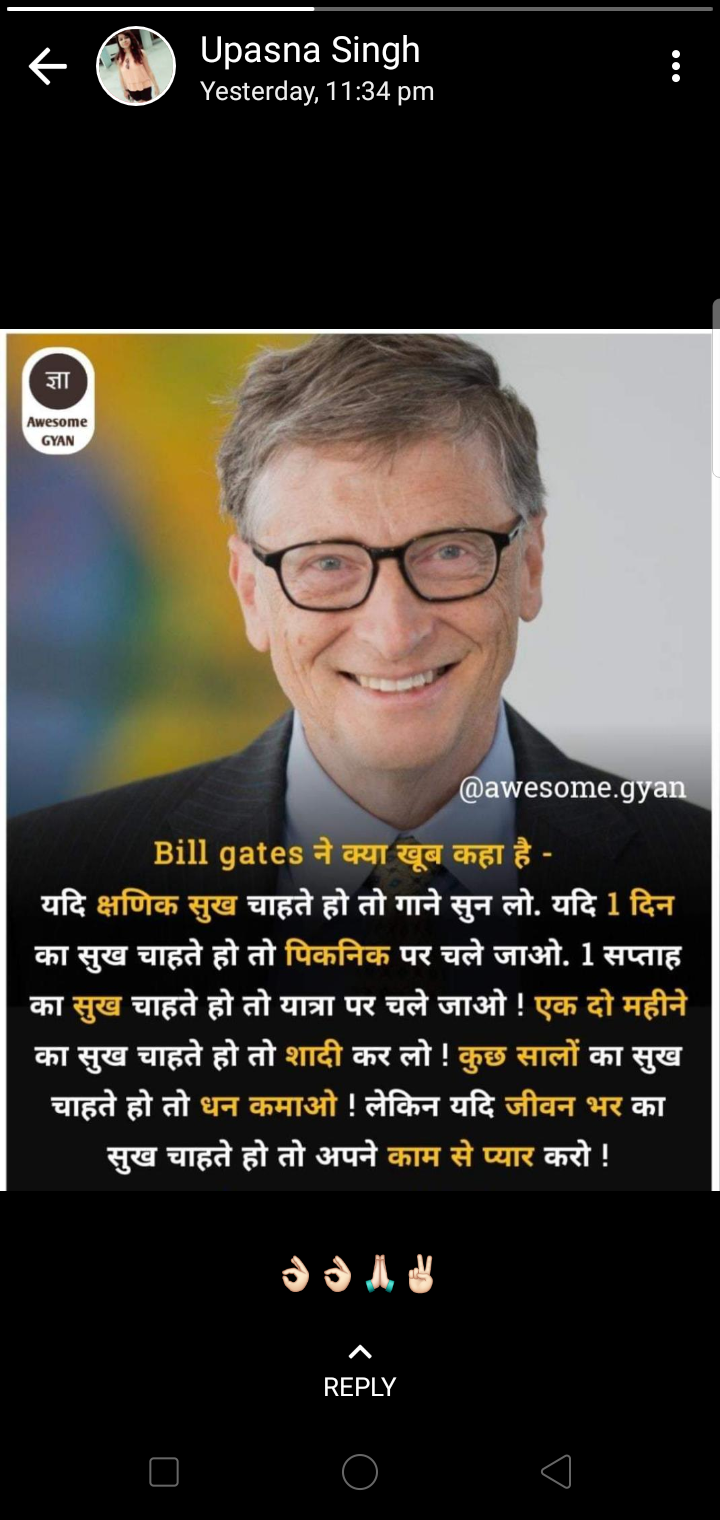 Upasna Singh
Yesterday, 11:34 pm
ज्ञा
Awesome
GYAN
@awesome.gyan
Bill gates ने क्या खूब कहा है -
यदि क्षणिक सुख चाहते हो तो गाने सुन लो. यदि 1 दिन
का सुख चाहते हो तो पिकनिक पर चले जाओ. 1 सप्ताह
का सुख चाहते हो तो यात्रा पर चले जाओ ! एक दो महीने
का सुख चाहते हो तो शादी कर लो ! कुछ सालों का सुख
चाहते हो तो धन कमाओ ! लेकिन यदि जीवन भर का
सुख चाहते हो तो अपने काम से प्यार करो !
👌🏻👌🏻🙏🏻✌🏻
REPLY